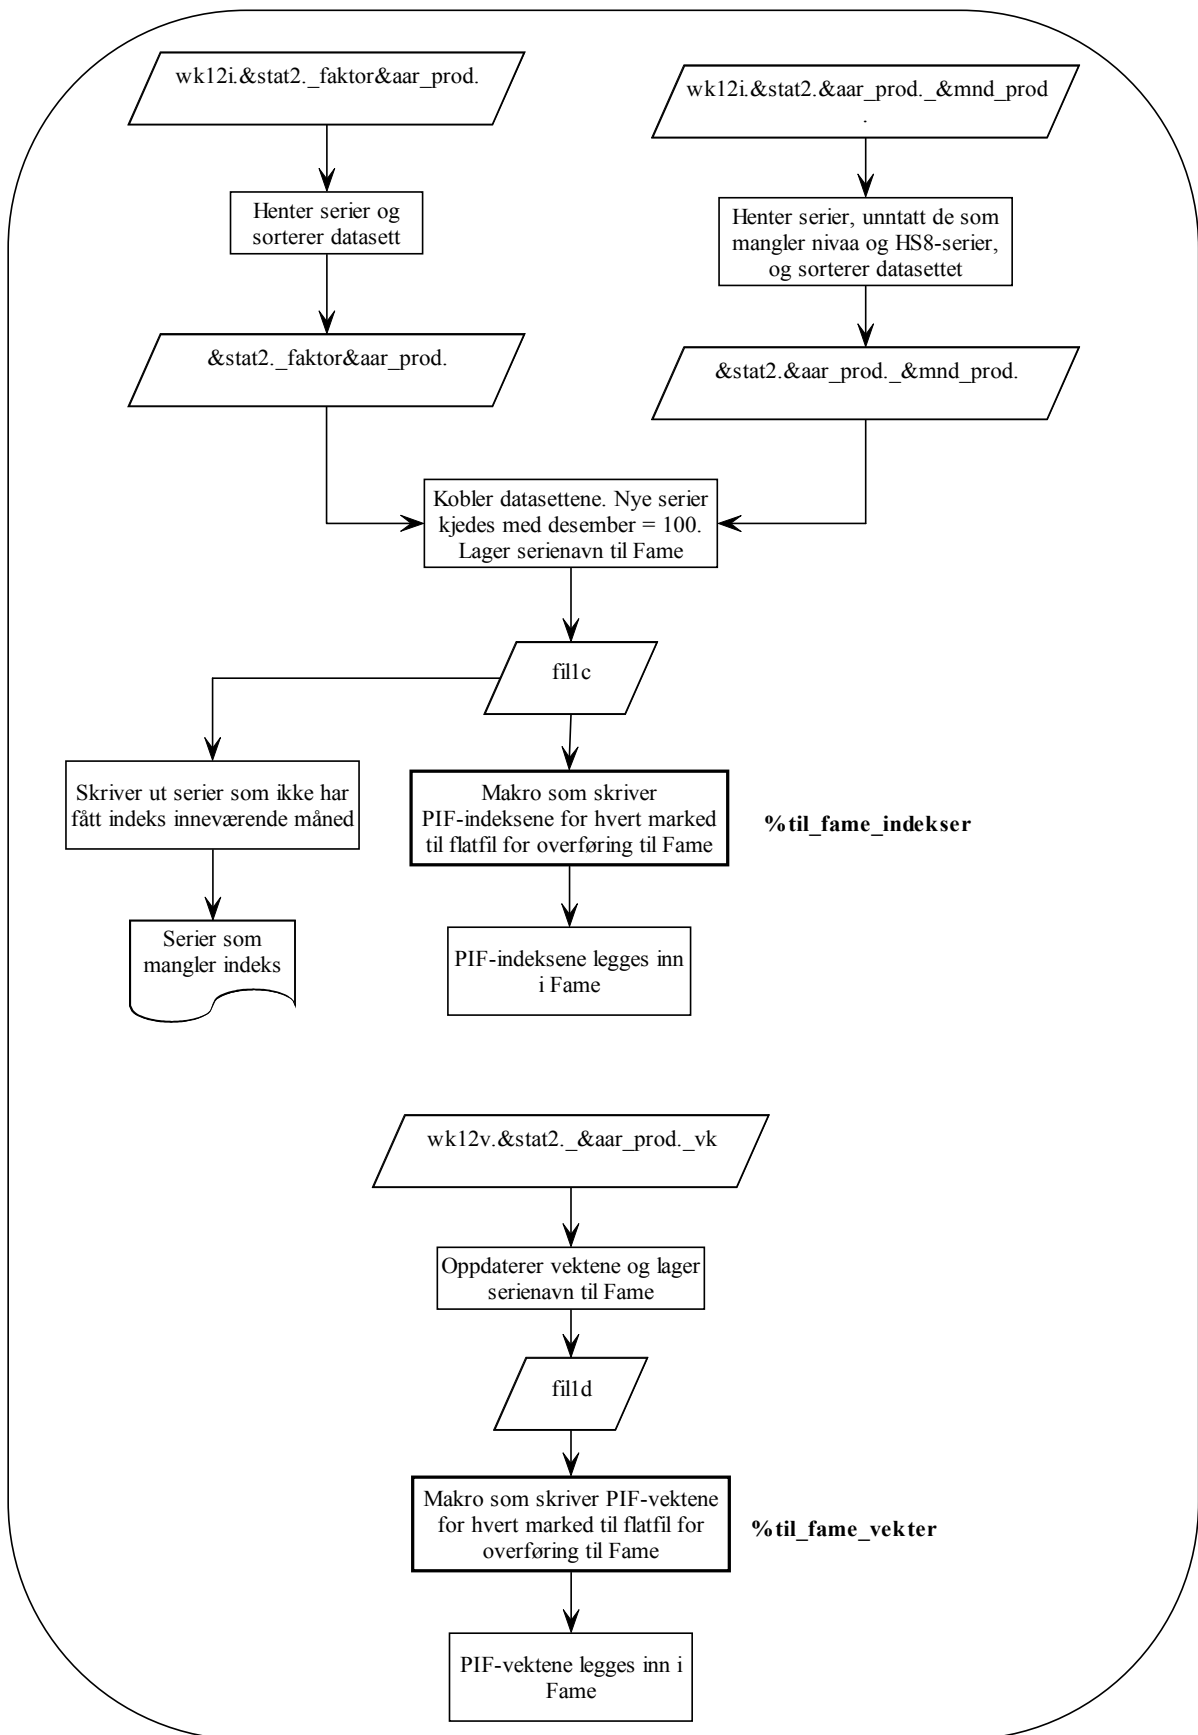 wk12i.&stat2._faktor&aar_prod.
wk12i.&stat2.&aar_prod._&mnd_prod
.
Henter serier og
sorterer datasett
Henter serier, unntatt de som
mangler nivaa og HS8-serier,
og sorterer datasettet
&stat2._faktor&aar_prod.
&stat2.&aar_prod._&mnd_prod.
Kobler datasettene. Nye serier
kjedes med desember = 100.
Lager serienavn til Fame
fil1c
Skriver ut serier som ikke har
fått indeks inneværende måned
Makro som skriver
PIF-indeksene for hvert marked
til flatfil for overføring til Fame
%til_fame_indekser
Serier som
mangler indeks
PIF-indeksene legges inn
i Fame
wk12v.&stat2._&aar_prod._vk
Oppdaterer vektene og lager
serienavn til Fame
fil1d
Makro som skriver PIF-vektene
for hvert marked til flatfil for
overføring til Fame
%til_fame_vekter
PIF-vektene legges inn i
Fame